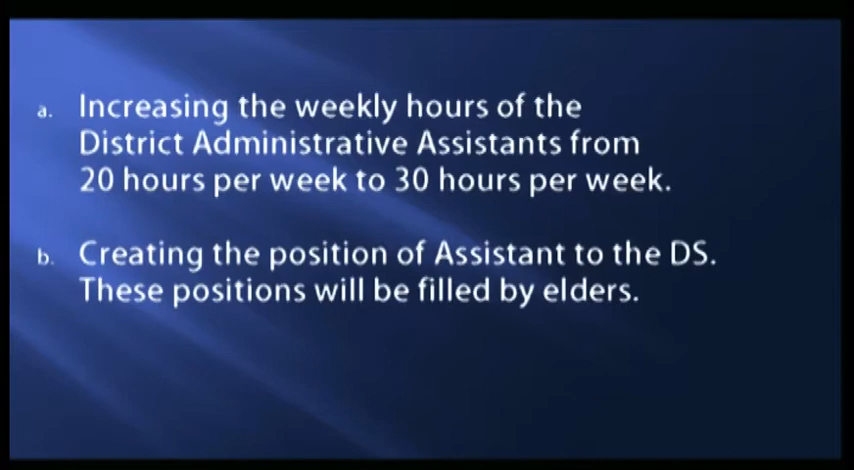 a. Increasing the weekly hours of the
District Administrative Assistants from
20 hours per week to 30 hours per week.
b. Creating the position of Assistant to the DS.
These positions will be filled by elders.